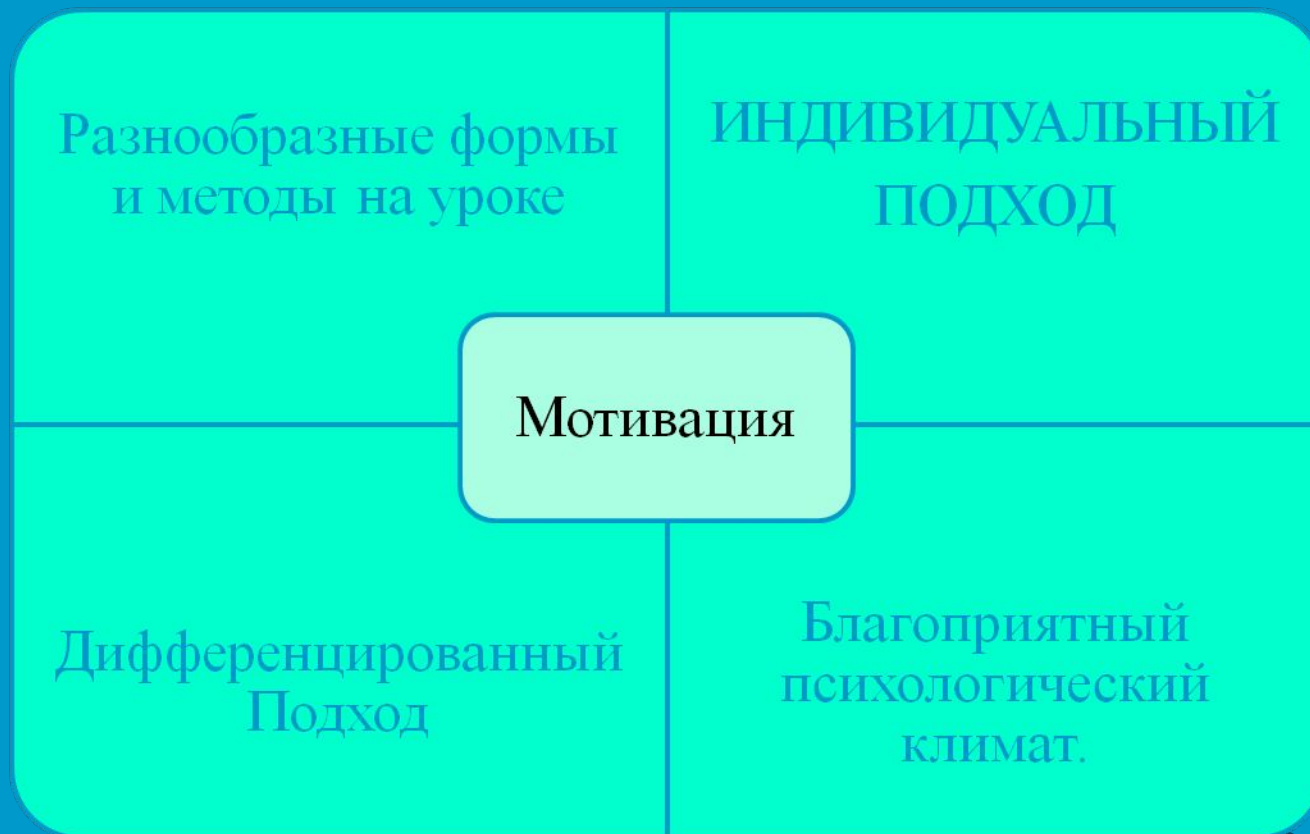 Разнообразные формы
и методы на уроке
ИНДИВИДУАЛЬНЫЙ
ПОДХОД
Мотивация
Дифференцированный
Подход
Благоприятный
психологический
климат.